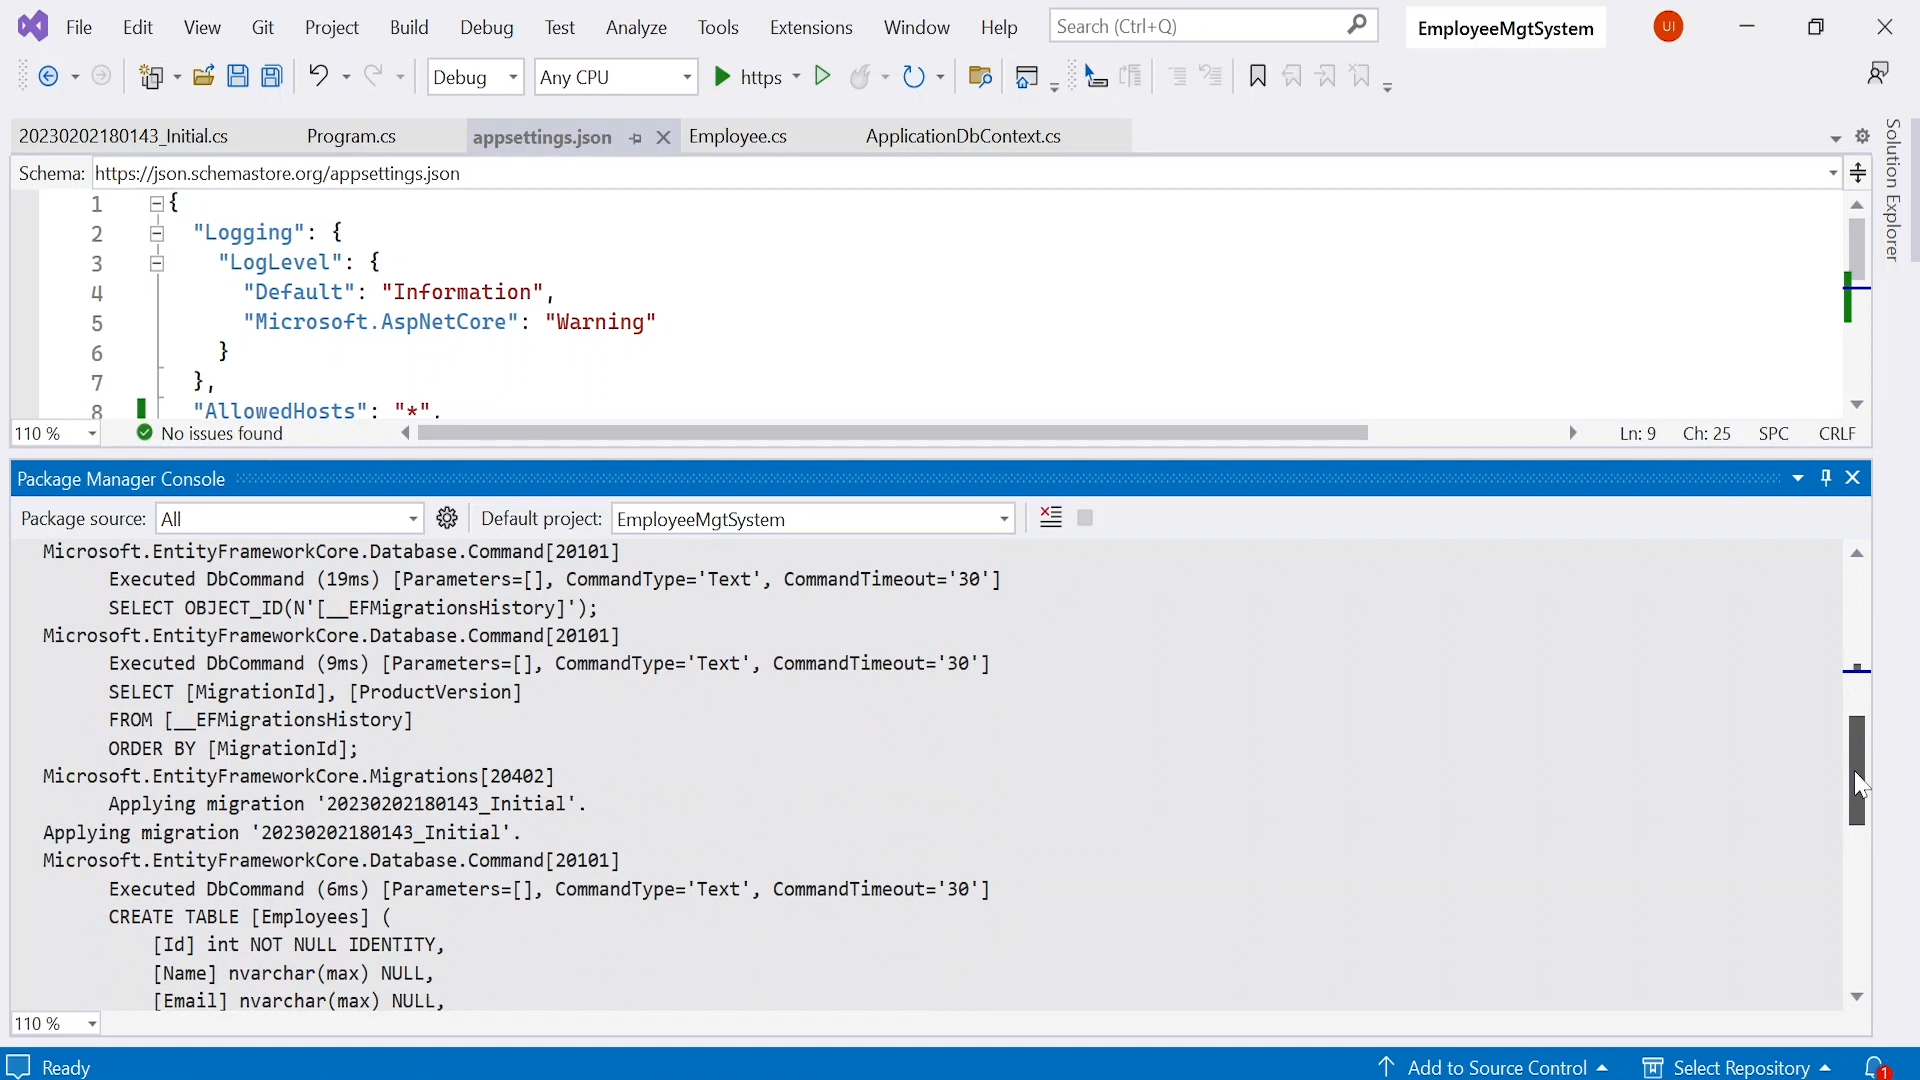 File Edit View Git Project Build Debug Test Analyze Tools Extensions Window Help Search (Ctrl+Q) EmployeeMgtSystem UI
Debug Any CPU https
20230202180143_Initial.cs Program.cs appsettings.json Employee.cs ApplicationDbContext.cs
Schema: https://json.schemastore.org/appsettings.json
Solution Explorer
1 {
2 "Logging": {
3 "LogLevel": {
4 "Default": "Information",
5 "Microsoft.AspNetCore": "Warning"
6 }
7 },
8 "AllowedHosts": "*",
110 % No issues found Ln: 9 Ch: 25 SPC CRLF
Package Manager Console
Package source: All Default project: EmployeeMgtSystem
Microsoft.EntityFrameworkCore.Database.Command[20101]
Executed DbCommand (19ms) [Parameters=[], CommandType='Text', CommandTimeout='30']
SELECT OBJECT_ID(N'[__EFMigrationsHistory]');
Microsoft.EntityFrameworkCore.Database.Command[20101]
Executed DbCommand (9ms) [Parameters=[], CommandType='Text', CommandTimeout='30']
SELECT [MigrationId], [ProductVersion]
FROM [__EFMigrationsHistory]
ORDER BY [MigrationId];
Microsoft.EntityFrameworkCore.Migrations[20402]
Applying migration '20230202180143_Initial'.
Applying migration '20230202180143_Initial'.
Microsoft.EntityFrameworkCore.Database.Command[20101]
Executed DbCommand (6ms) [Parameters=[], CommandType='Text', CommandTimeout='30']
CREATE TABLE [Employees] (
[Id] int NOT NULL IDENTITY,
[Name] nvarchar(max) NULL,
[Email] nvarchar(max) NULL,
110 %
Ready Add to Source Control Select Repository 1